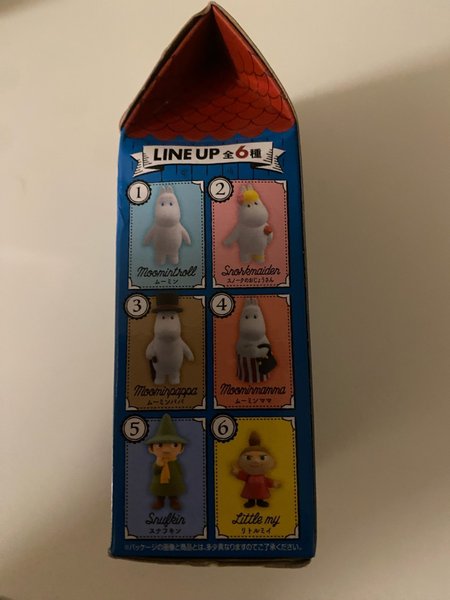 LINE UP 全6種
1
Moomintroll
ムーミン
2
Snorkmaiden
スノークのおじょうさん
3
Moominpappa
ムーミンパパ
4
Moominmamma
ムーミンママ
5
Snufkin
スナフキン
6
Little my
リトルミイ
※パッケージの画像と商品とは、多少異なりますのでご了承ください。